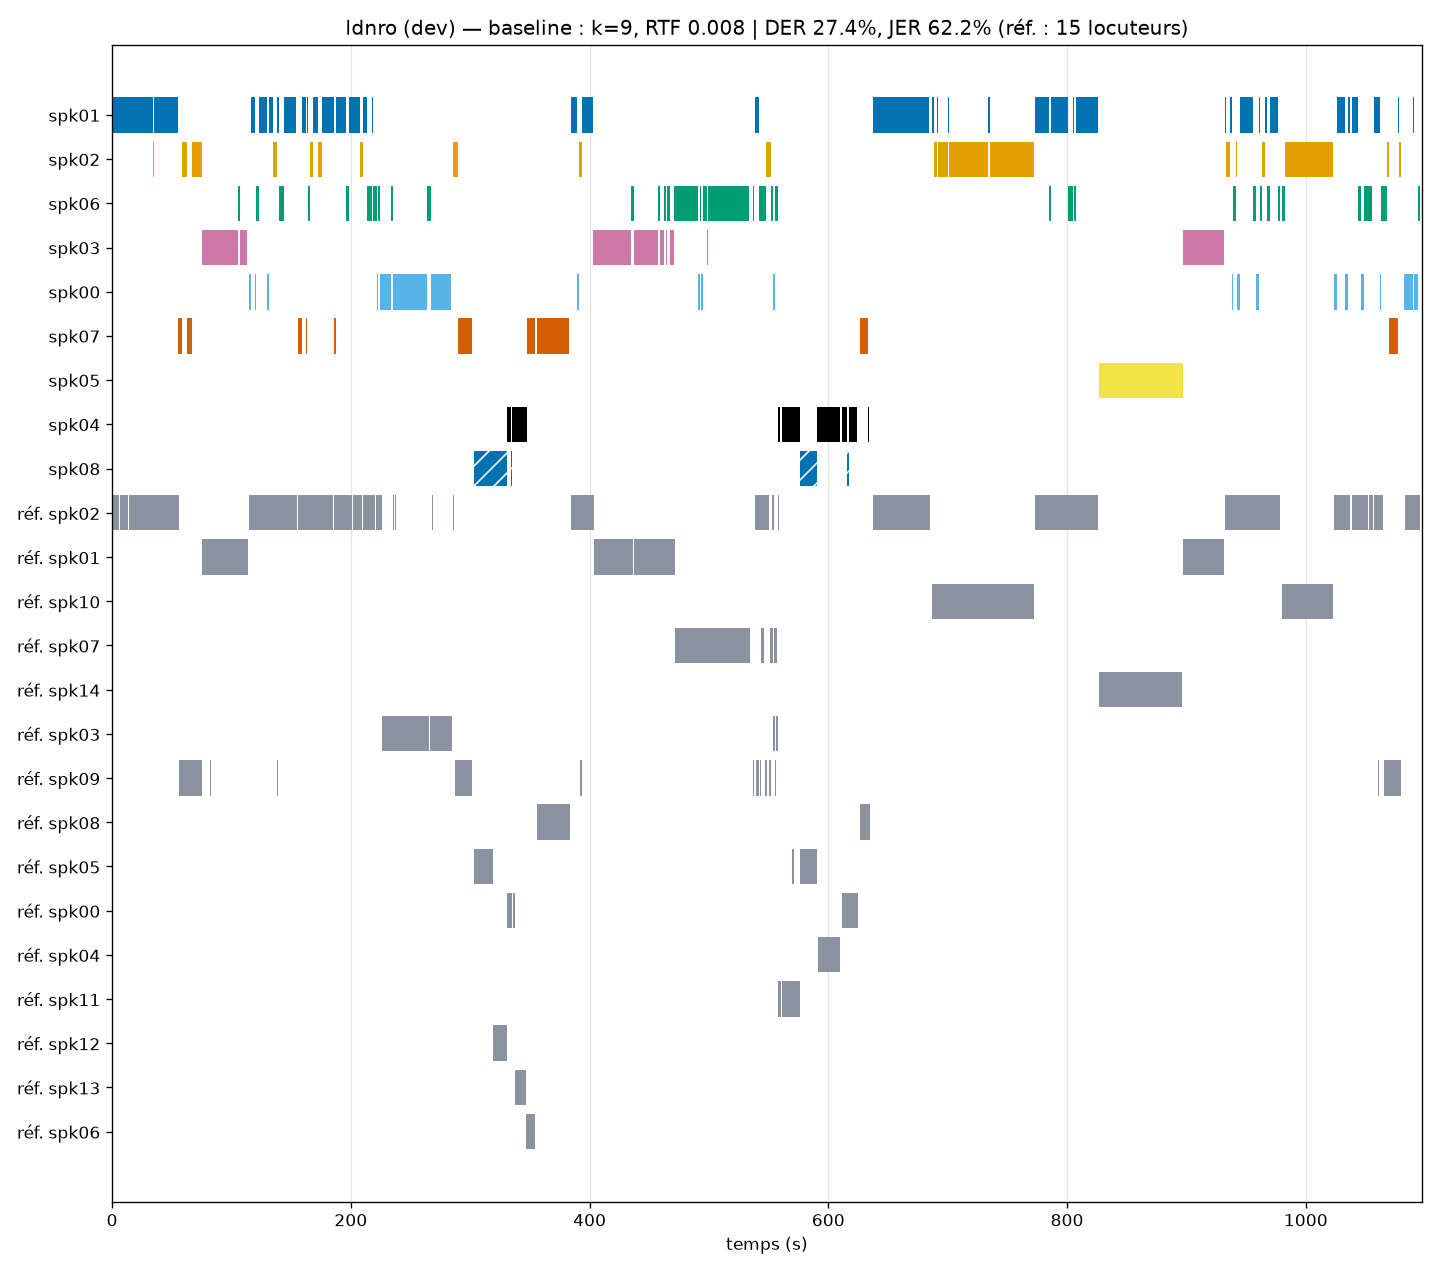 ldnro (dev) — baseline : k=9, RTF 0.008 | DER 27.4%, JER 62.2% (réf. : 15 locuteurs)
spk01
spk02
spk06
spk03
spk00
spk07
spk05
spk04
spk08
réf. spk02
réf. spk01
réf. spk10
réf. spk07
réf. spk14
réf. spk03
réf. spk09
réf. spk08
réf. spk05
réf. spk00
réf. spk04
réf. spk11
réf. spk12
réf. spk13
réf. spk06
0 200 400 600 800 1000
temps (s)